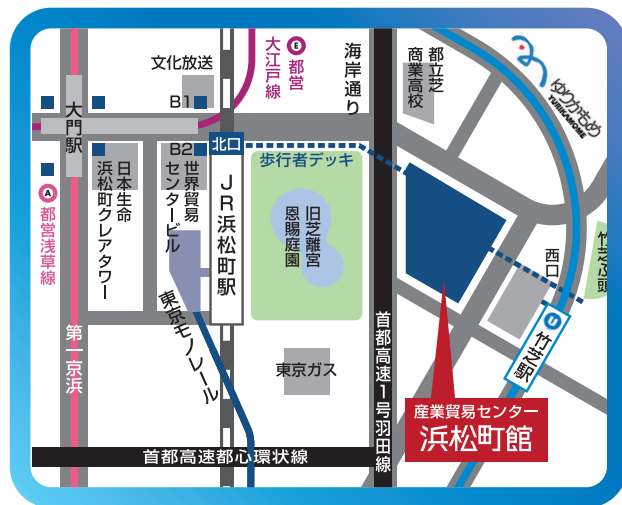 文化放送
大江戸線
E
都営
海岸通り
都立芝
商業高校
ゆりかもめ
YURIKAMOME
大門駅
B1
B2
北口
歩行者デッキ
A
都営浅草線
日本生命
浜松町クレアタワー
世界貿易
センタービル
JR浜松町駅
旧芝離宮
恩賜庭園
西口
竹芝ふ頭
U
竹芝駅
第一京浜
東京モノレール
東京ガス
首都高速1号羽田線
産業貿易センター
浜松町館
首都高速都心環状線